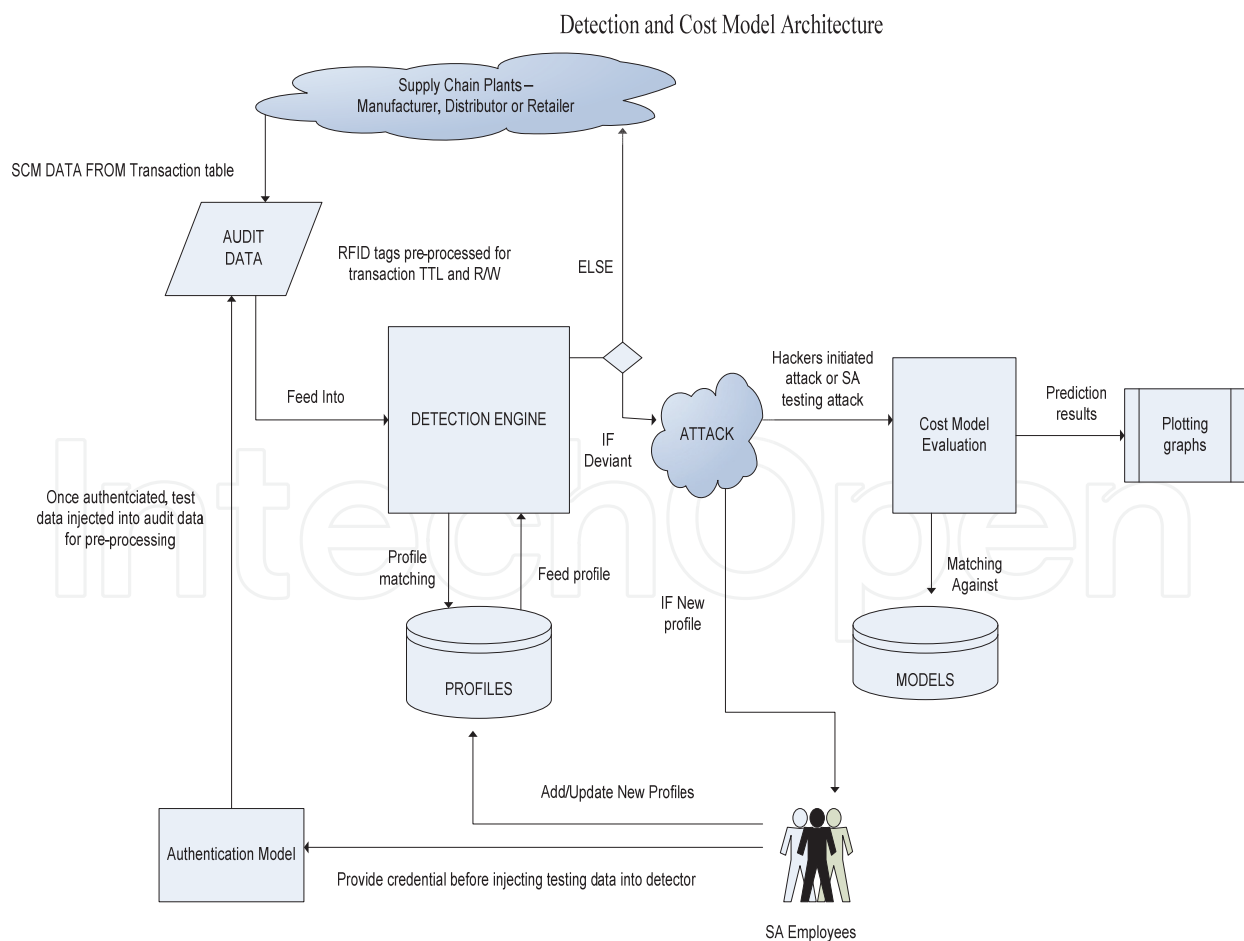 Detection and Cost Model Architecture
Supply Chain Plants–
Manufacturer, Distributor or Retailer
SCM DATA FROM Transaction table
AUDIT
DATA
RFID tags pre-processed for
transaction TTL and R/W
ELSE
Feed Into
DETECTION ENGINE
IF
Deviant
ATTACK
Hackers initiated
attack or SA
testing attack
Cost Model
Evaluation
Prediction
results
Plotting
graphs
Once authentciated, test
data injected into audit data
for pre-processing
Profile
matching
Feed profile
IF New
profile
Matching
Against
PROFILES
MODELS
Add/Update New Profiles
Authentication Model
Provide credential before injecting testing data into detector
SA Employees
IntechOpen